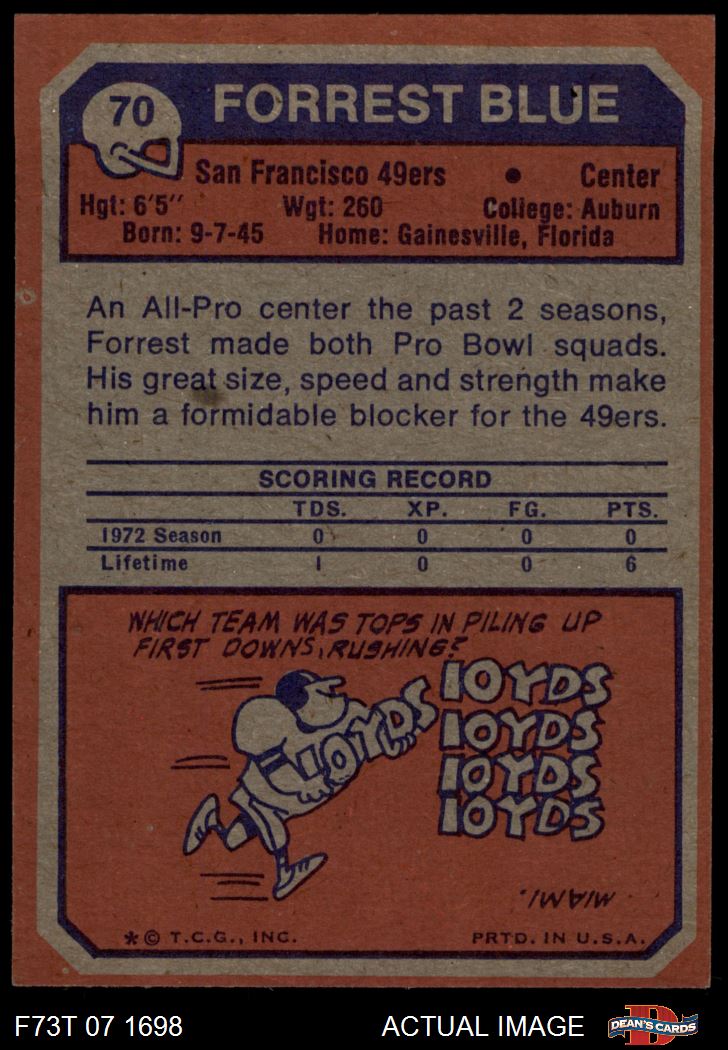 70 FORREST BLUE
San Francisco 49ers • Center
Hgt: 6'5" Wgt: 260 College: Auburn
Born: 9-7-45 Home: Gainesville, Florida
An All-Pro center the past 2 seasons,
Forrest made both Pro Bowl squads.
His great size, speed and strength make
him a formidable blocker for the 49ers.
SCORING RECORD
TDS. XP. FG. PTS.
1972 Season 0 0 0 0
Lifetime 1 0 0 6
WHICH TEAM WAS TOPS IN PILING UP
FIRST DOWNS, RUSHING?
10YDS 10YDS
10YDS
10YDS
10YDS
MIAMI.
* © T.C.G., INC. PRTD. IN U.S.A.
F73T 07 1698 ACTUAL IMAGE D DEAN'S CARDS